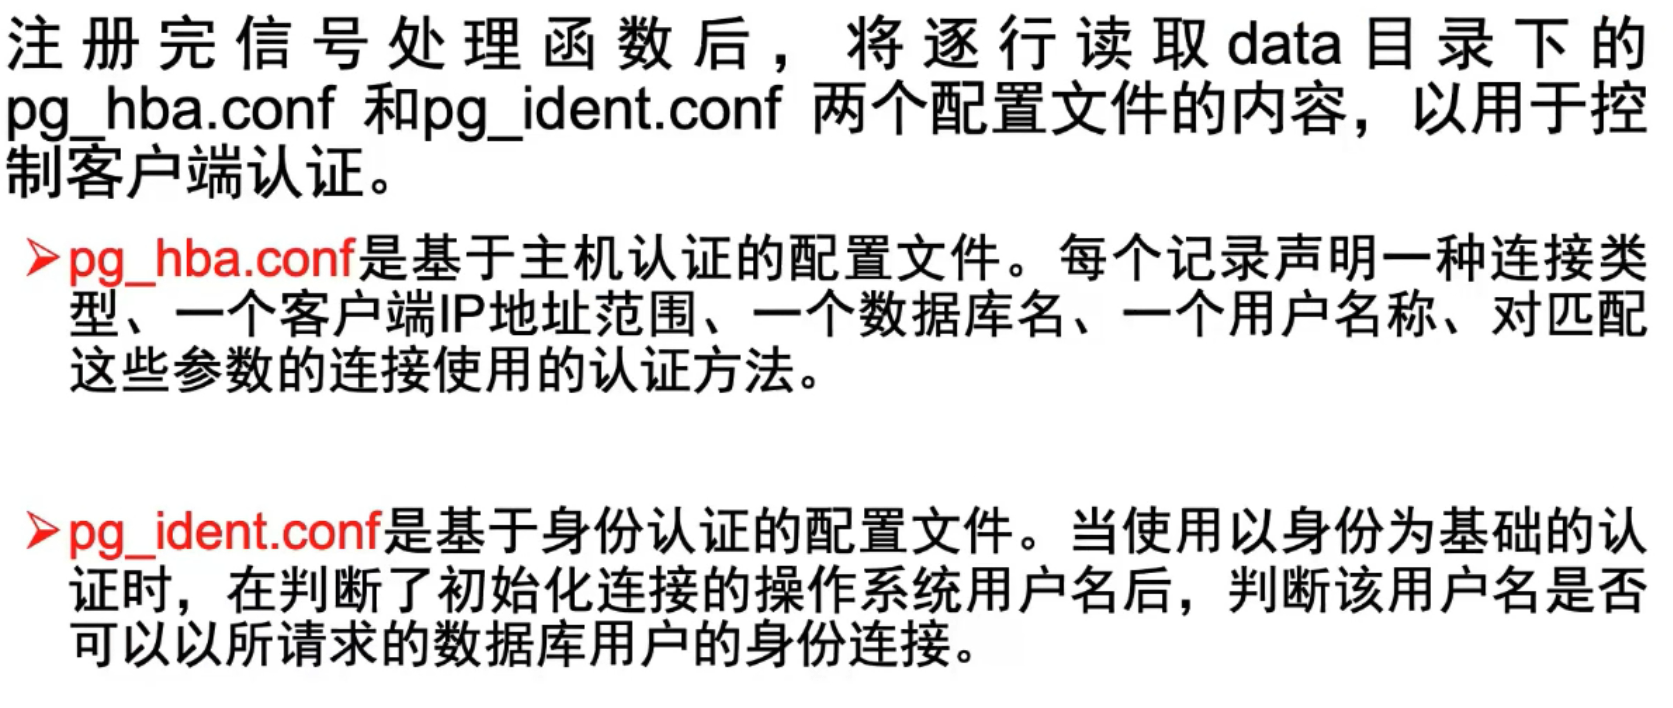 注册完信号处理函数后，将逐行读取data目录下的
pg_hba.conf 和pg_ident.conf 两个配置文件的内容，以用于控
制客户端认证。
➢pg_hba.conf是基于主机认证的配置文件。每个记录声明一种连接类
型、一个客户端IP地址范围、一个数据库名、一个用户名称、对匹配
这些参数的连接使用的认证方法。
➢pg_ident.conf是基于身份认证的配置文件。当使用以身份为基础的认
证时，在判断了初始化连接的操作系统用户名后，判断该用户名是否
可以以所请求的数据库用户的身份连接。